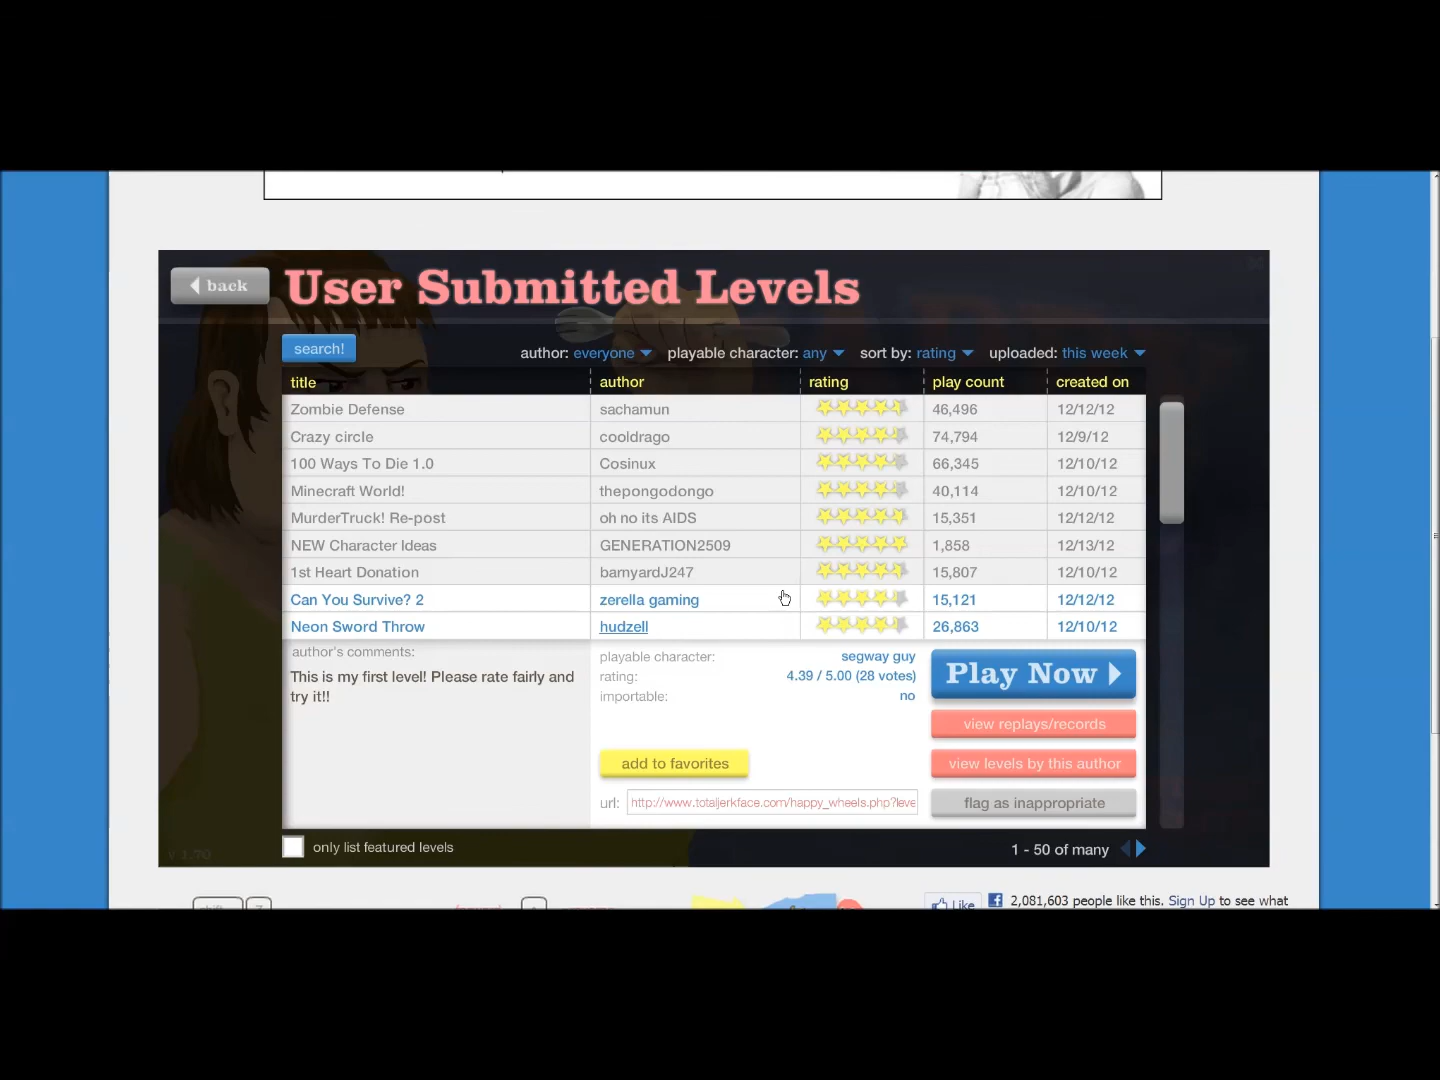 back
User Submitted Levels
search!
author: everyone playable character: any sort by: rating uploaded: this week
title author rating play count created on
Zombie Defense sachamun 46,496 12/12/12
Crazy circle cooldrago 74,794 12/9/12
100 Ways To Die 1.0 Cosinux 66,345 12/10/12
Minecraft World! thepongodongo 40,114 12/10/12
MurderTruck! Re-post oh no its AIDS 15,351 12/12/12
NEW Character Ideas GENERATION2509 1,858 12/13/12
1st Heart Donation bamyardJ247 15,807 12/10/12
Can You Survive? 2 zerella gaming 15,121 12/12/12
Neon Sword Throw hudzell 26,863 12/10/12
author's comments:
This is my first level! Please rate fairly and
try it!!
playable character: segway guy
rating: 4.39 / 5.00 (28 votes)
importable: no
add to favorites
url: http://www.totaljerkface.com/happy_wheels.php?leve
Play Now
view replays/records
view levels by this author
flag as inappropriate
only list featured levels
1 - 50 of many
v 1.70
Like 2,081,603 people like this. Sign Up to see what